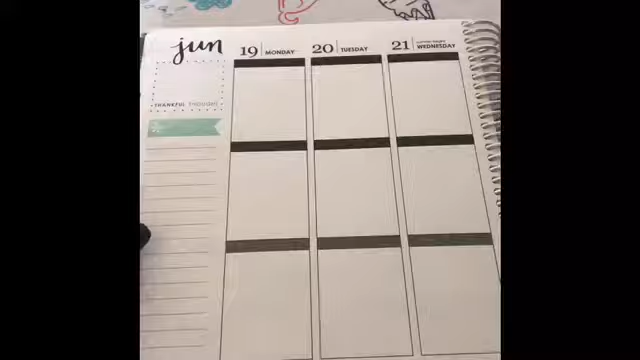 jun
19 MONDAY
20 TUESDAY
21 WEDNESDAY
THANKFUL thoughts